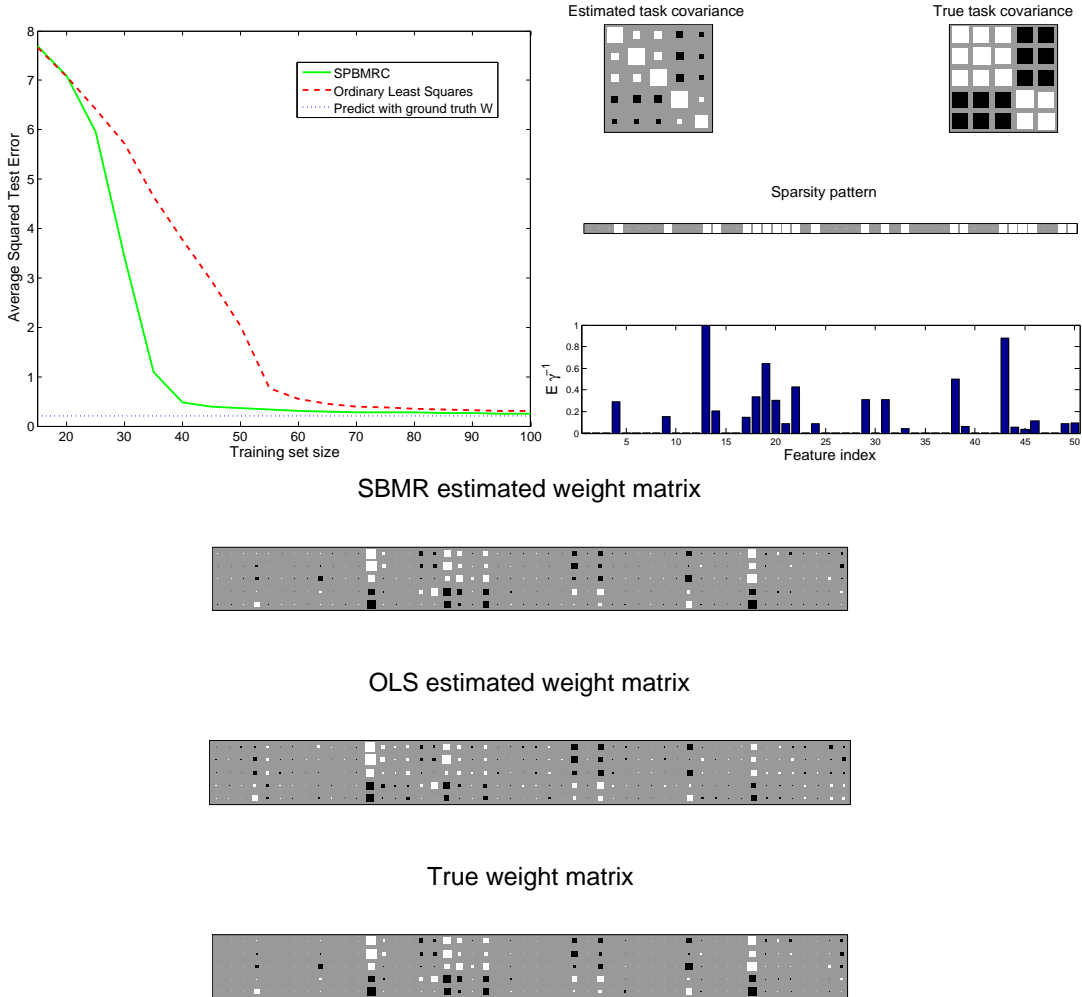 8
7
6
5
4
3
2
1
0
Average Squared Test Error
20 30 40 50 60 70 80 90 100
Training set size
SPBMRC
Ordinary Least Squares
Predict with ground truth W
Estimated task covariance
True task covariance
Sparsity pattern
1
0.8
0.6
0.4
0.2
0
E γ⁻¹
5 10 15 20 25 30 35 40 45 50
Feature index
SBMR estimated weight matrix
OLS estimated weight matrix
True weight matrix